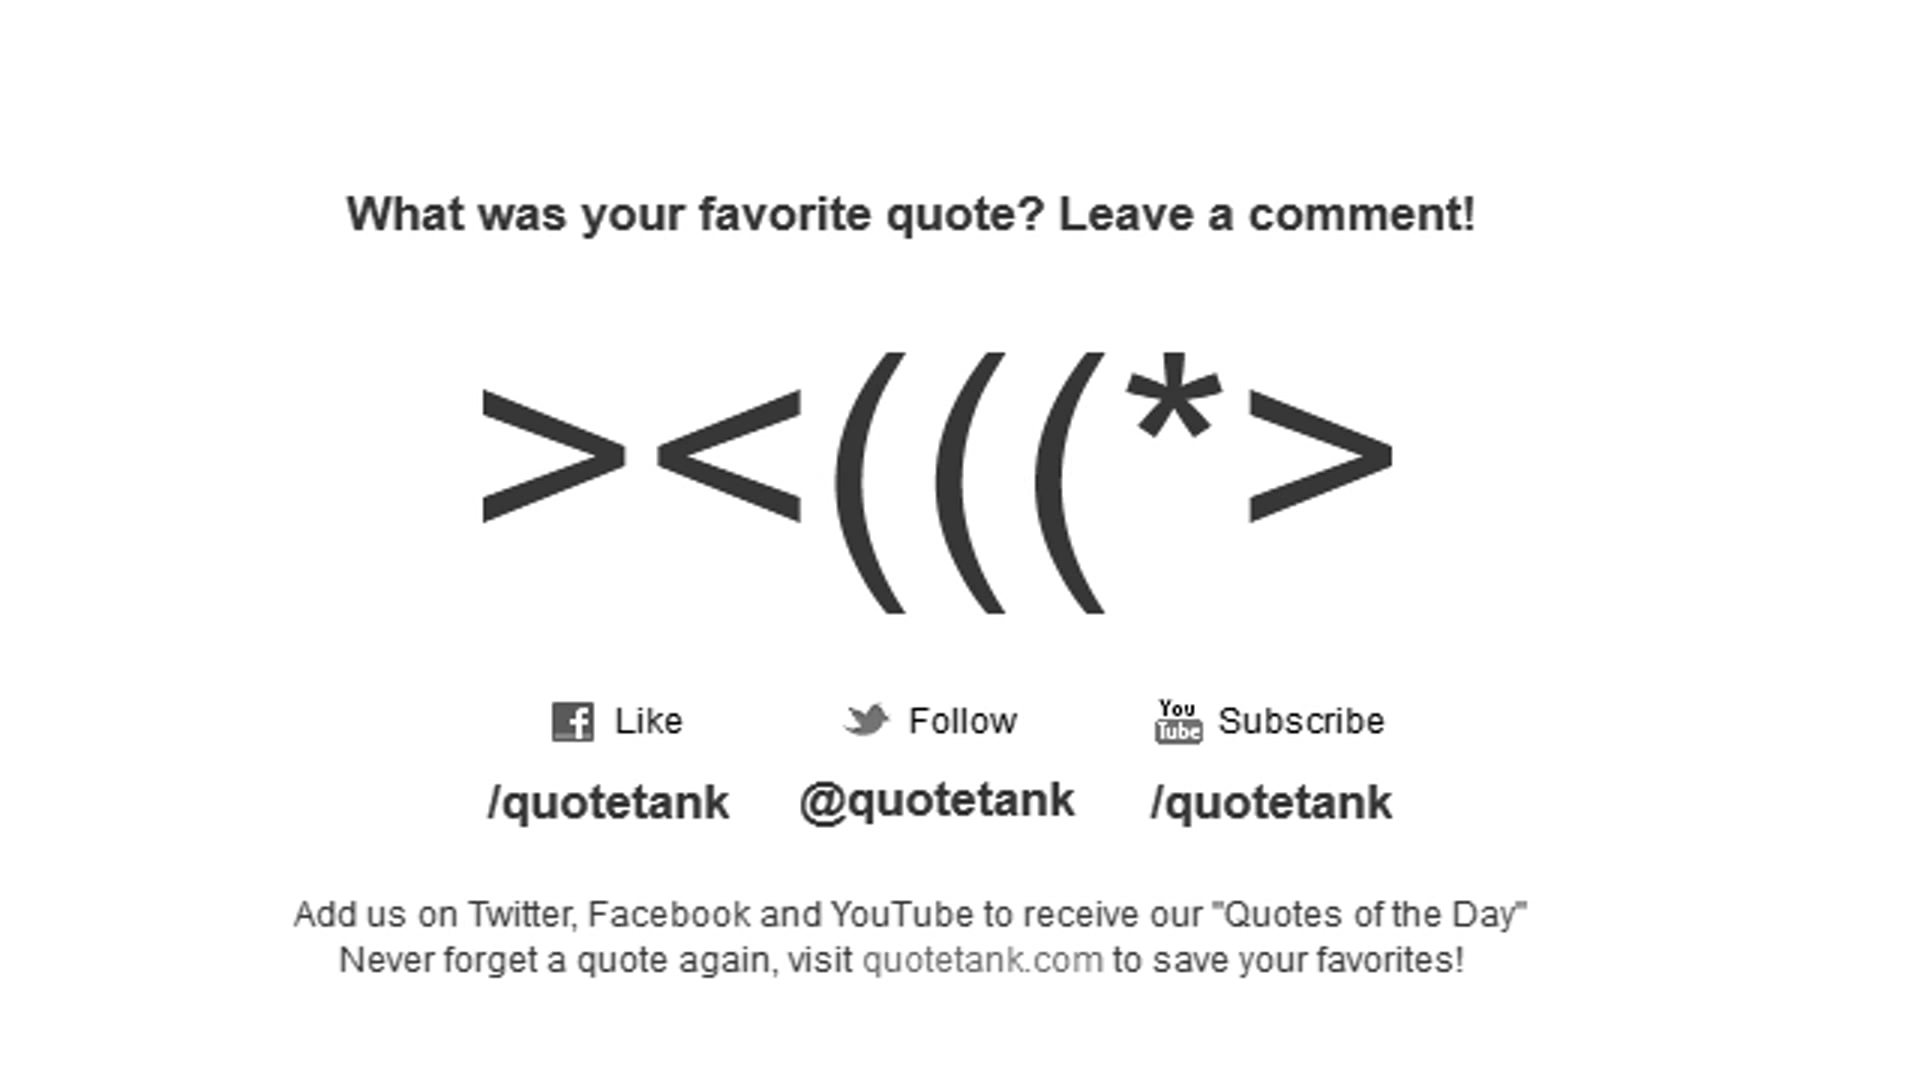 What was your favorite quote? Leave a comment!
><(((*>
f Like Follow You Tube Subscribe
/quotetank @quotetank /quotetank
Add us on Twitter, Facebook and YouTube to receive our "Quotes of the Day"
Never forget a quote again, visit quotetank.com to save your favorites!